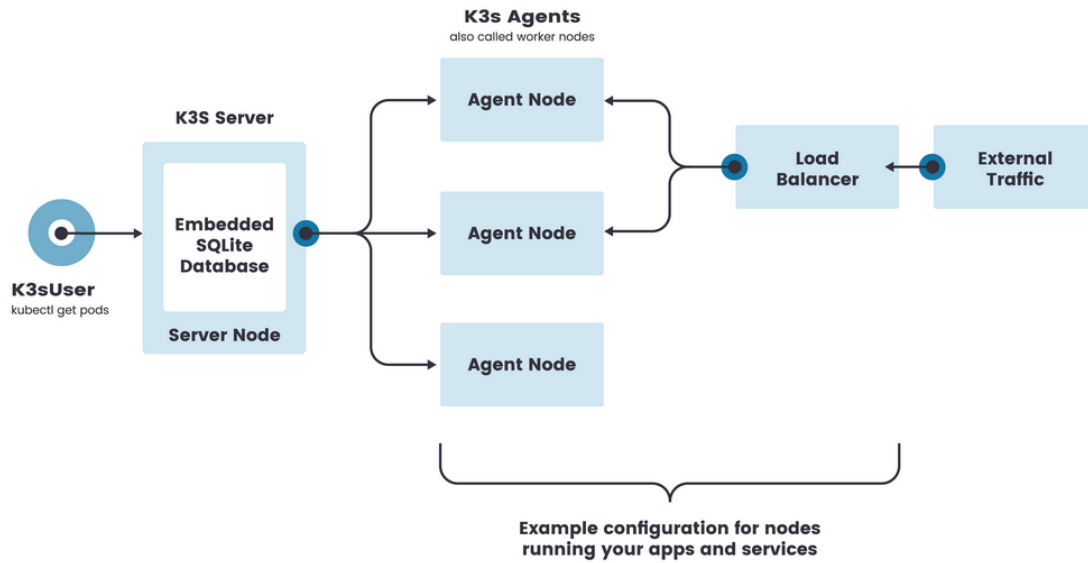 K3s Agents
also called worker nodes
Agent Node
K3S Server
Load
Balancer
External
Traffic
Embedded
SQLite
Database
Agent Node
K3sUser
kubectl get pods
Server Node
Agent Node
Example configuration for nodes
running your apps and services